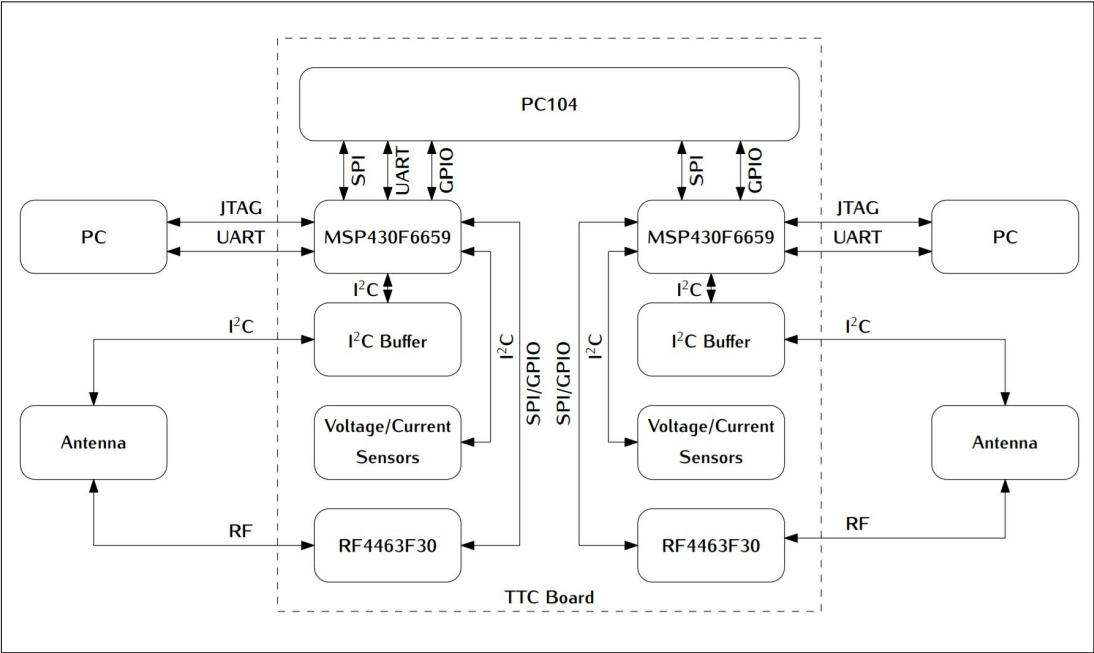 PC104
SPI
UART
GPIO
SPI
GPIO
PC
JTAG
UART
MSP430F6659
MSP430F6659
JTAG
UART
PC
I²C
I²C
I²C
I²C Buffer
I²C Buffer
I²C
I²C
SPI/GPIO
SPI/GPIO
I²C
Antenna
Voltage/Current
Sensors
Voltage/Current
Sensors
Antenna
RF
RF4463F30
RF4463F30
RF
TTC Board